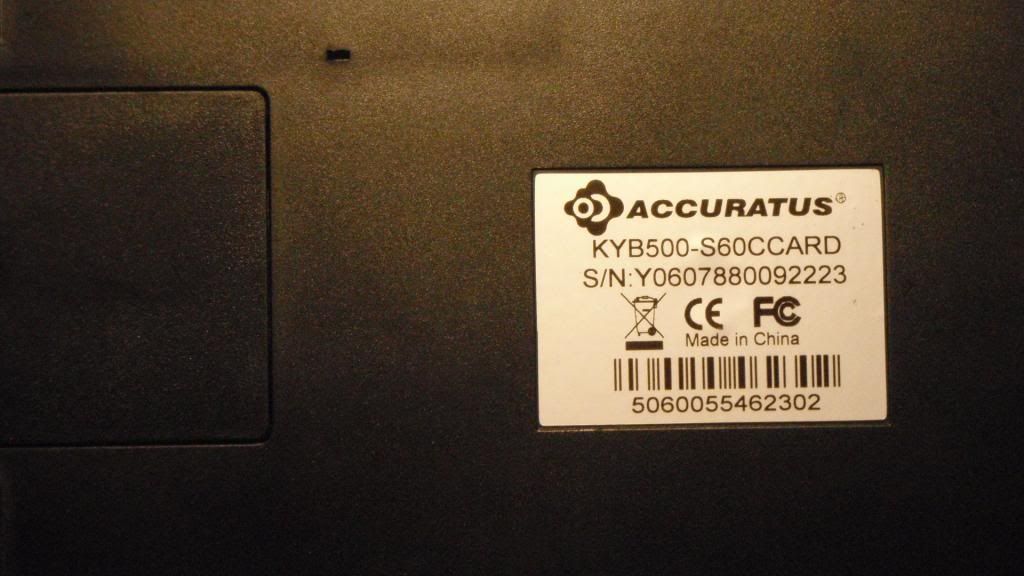 ACCURATUS®
KYB500-S60CCARD
S/N:Y0607880092223
CE FC
Made in China
5060055462302